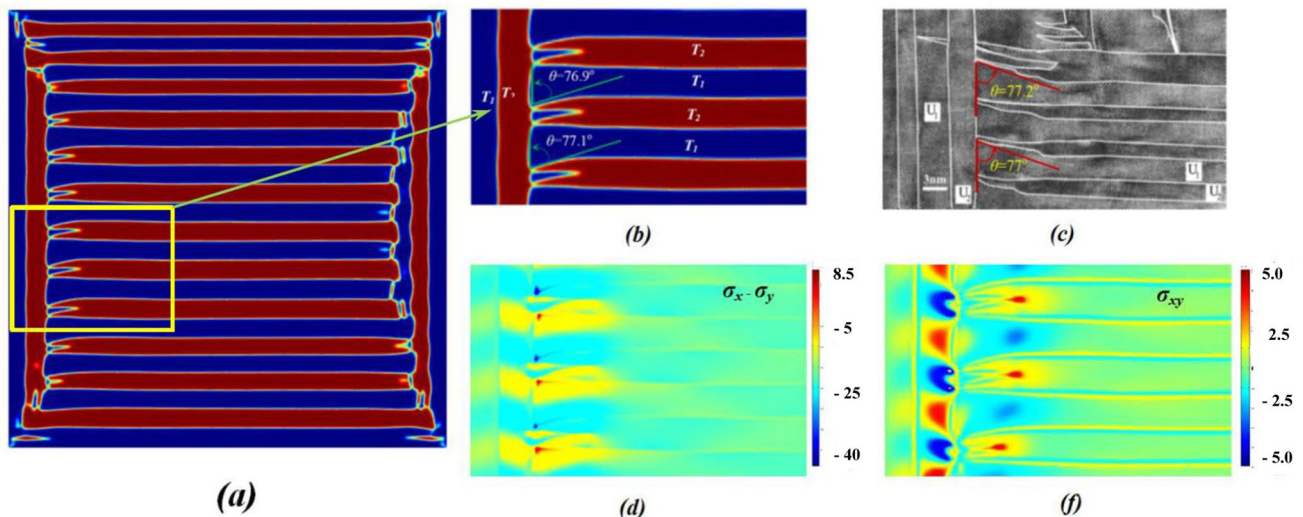 T2
θ=76.9°
T1
T1
T2
θ=77.1°
T1
(a)
(b)
θ=77.2°
U1
θ=77°
3nm
U2
U1
U2
(c)
σx - σy
8.5
- 5
- 25
- 40
(d)
σxy
5.0
2.5
- 2.5
- 5.0
(f)